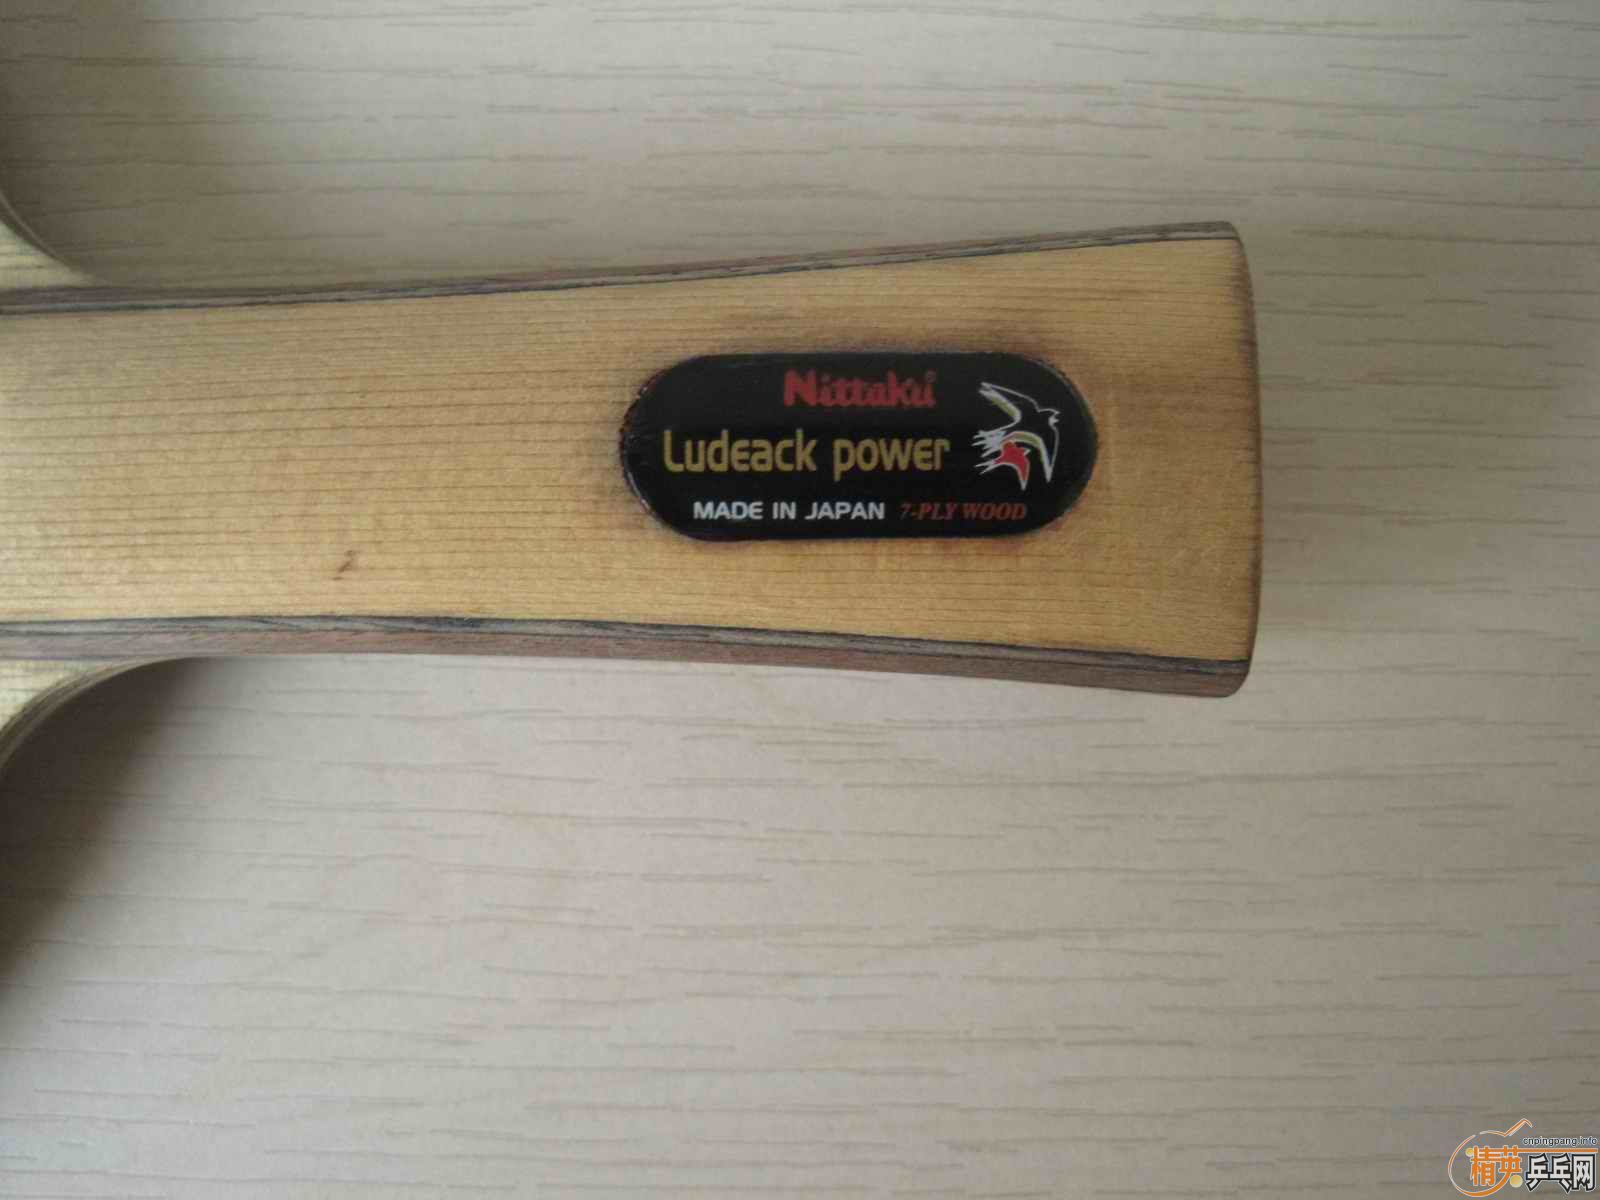 Nittaku®
Ludeack power
MADE IN JAPAN 7-PLY WOOD
cnpingpang.info
精英乒乓网